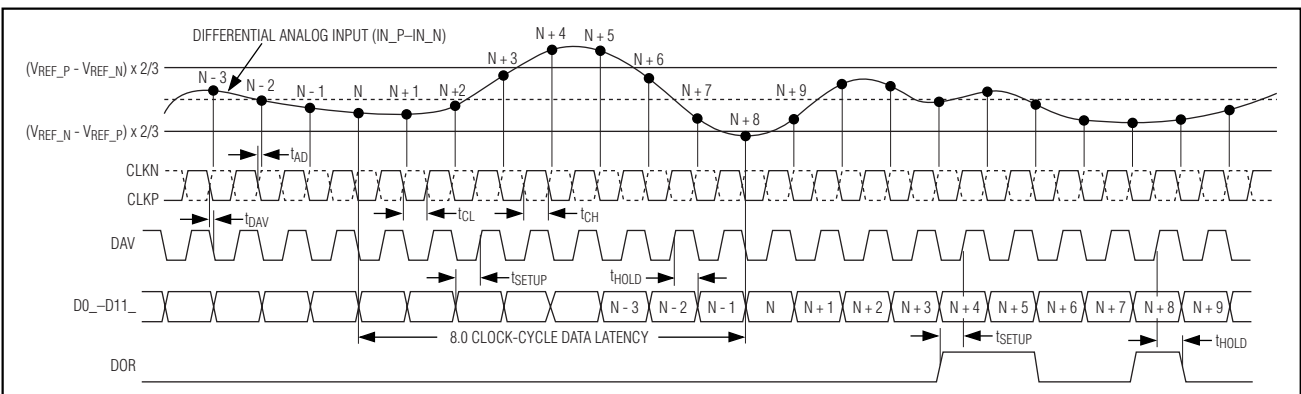 DIFFERENTIAL ANALOG INPUT (IN_P–IN_N)
(VREF_P - VREF_N) x 2/3
(VREF_N - VREF_P) x 2/3
N - 3
N - 2
N - 1
N
N + 1
N +2
N + 3
N + 4
N + 5
N + 6
N + 7
N + 8
N + 9
tAD
CLKN
CLKP
tDAV
tCL
tCH
DAV
tSETUP
tHOLD
D0_–D11_
N - 3
N - 2
N - 1
N
N + 1
N + 2
N + 3
N + 4
N + 5
N + 6
N + 7
N + 8
N + 9
8.0 CLOCK-CYCLE DATA LATENCY
tSETUP
tHOLD
DOR